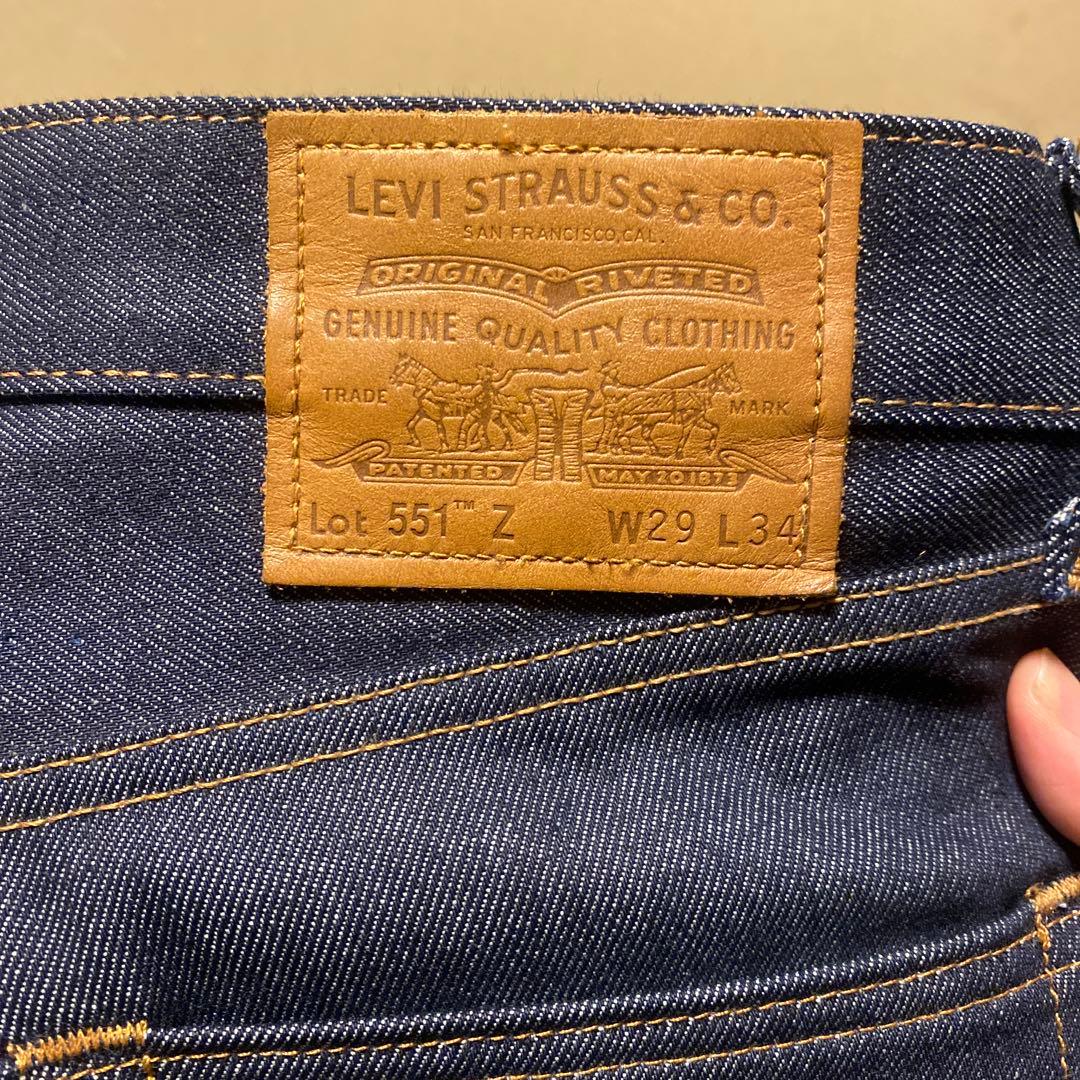 LEVI STRAUSS & CO.
SAN FRANCISCO, CAL.
ORIGINAL RIVETED
GENUINE QUALITY CLOTHING
TRADE MARK
PATENTED MAY 20 1873
Lot 551™ Z W29 L34